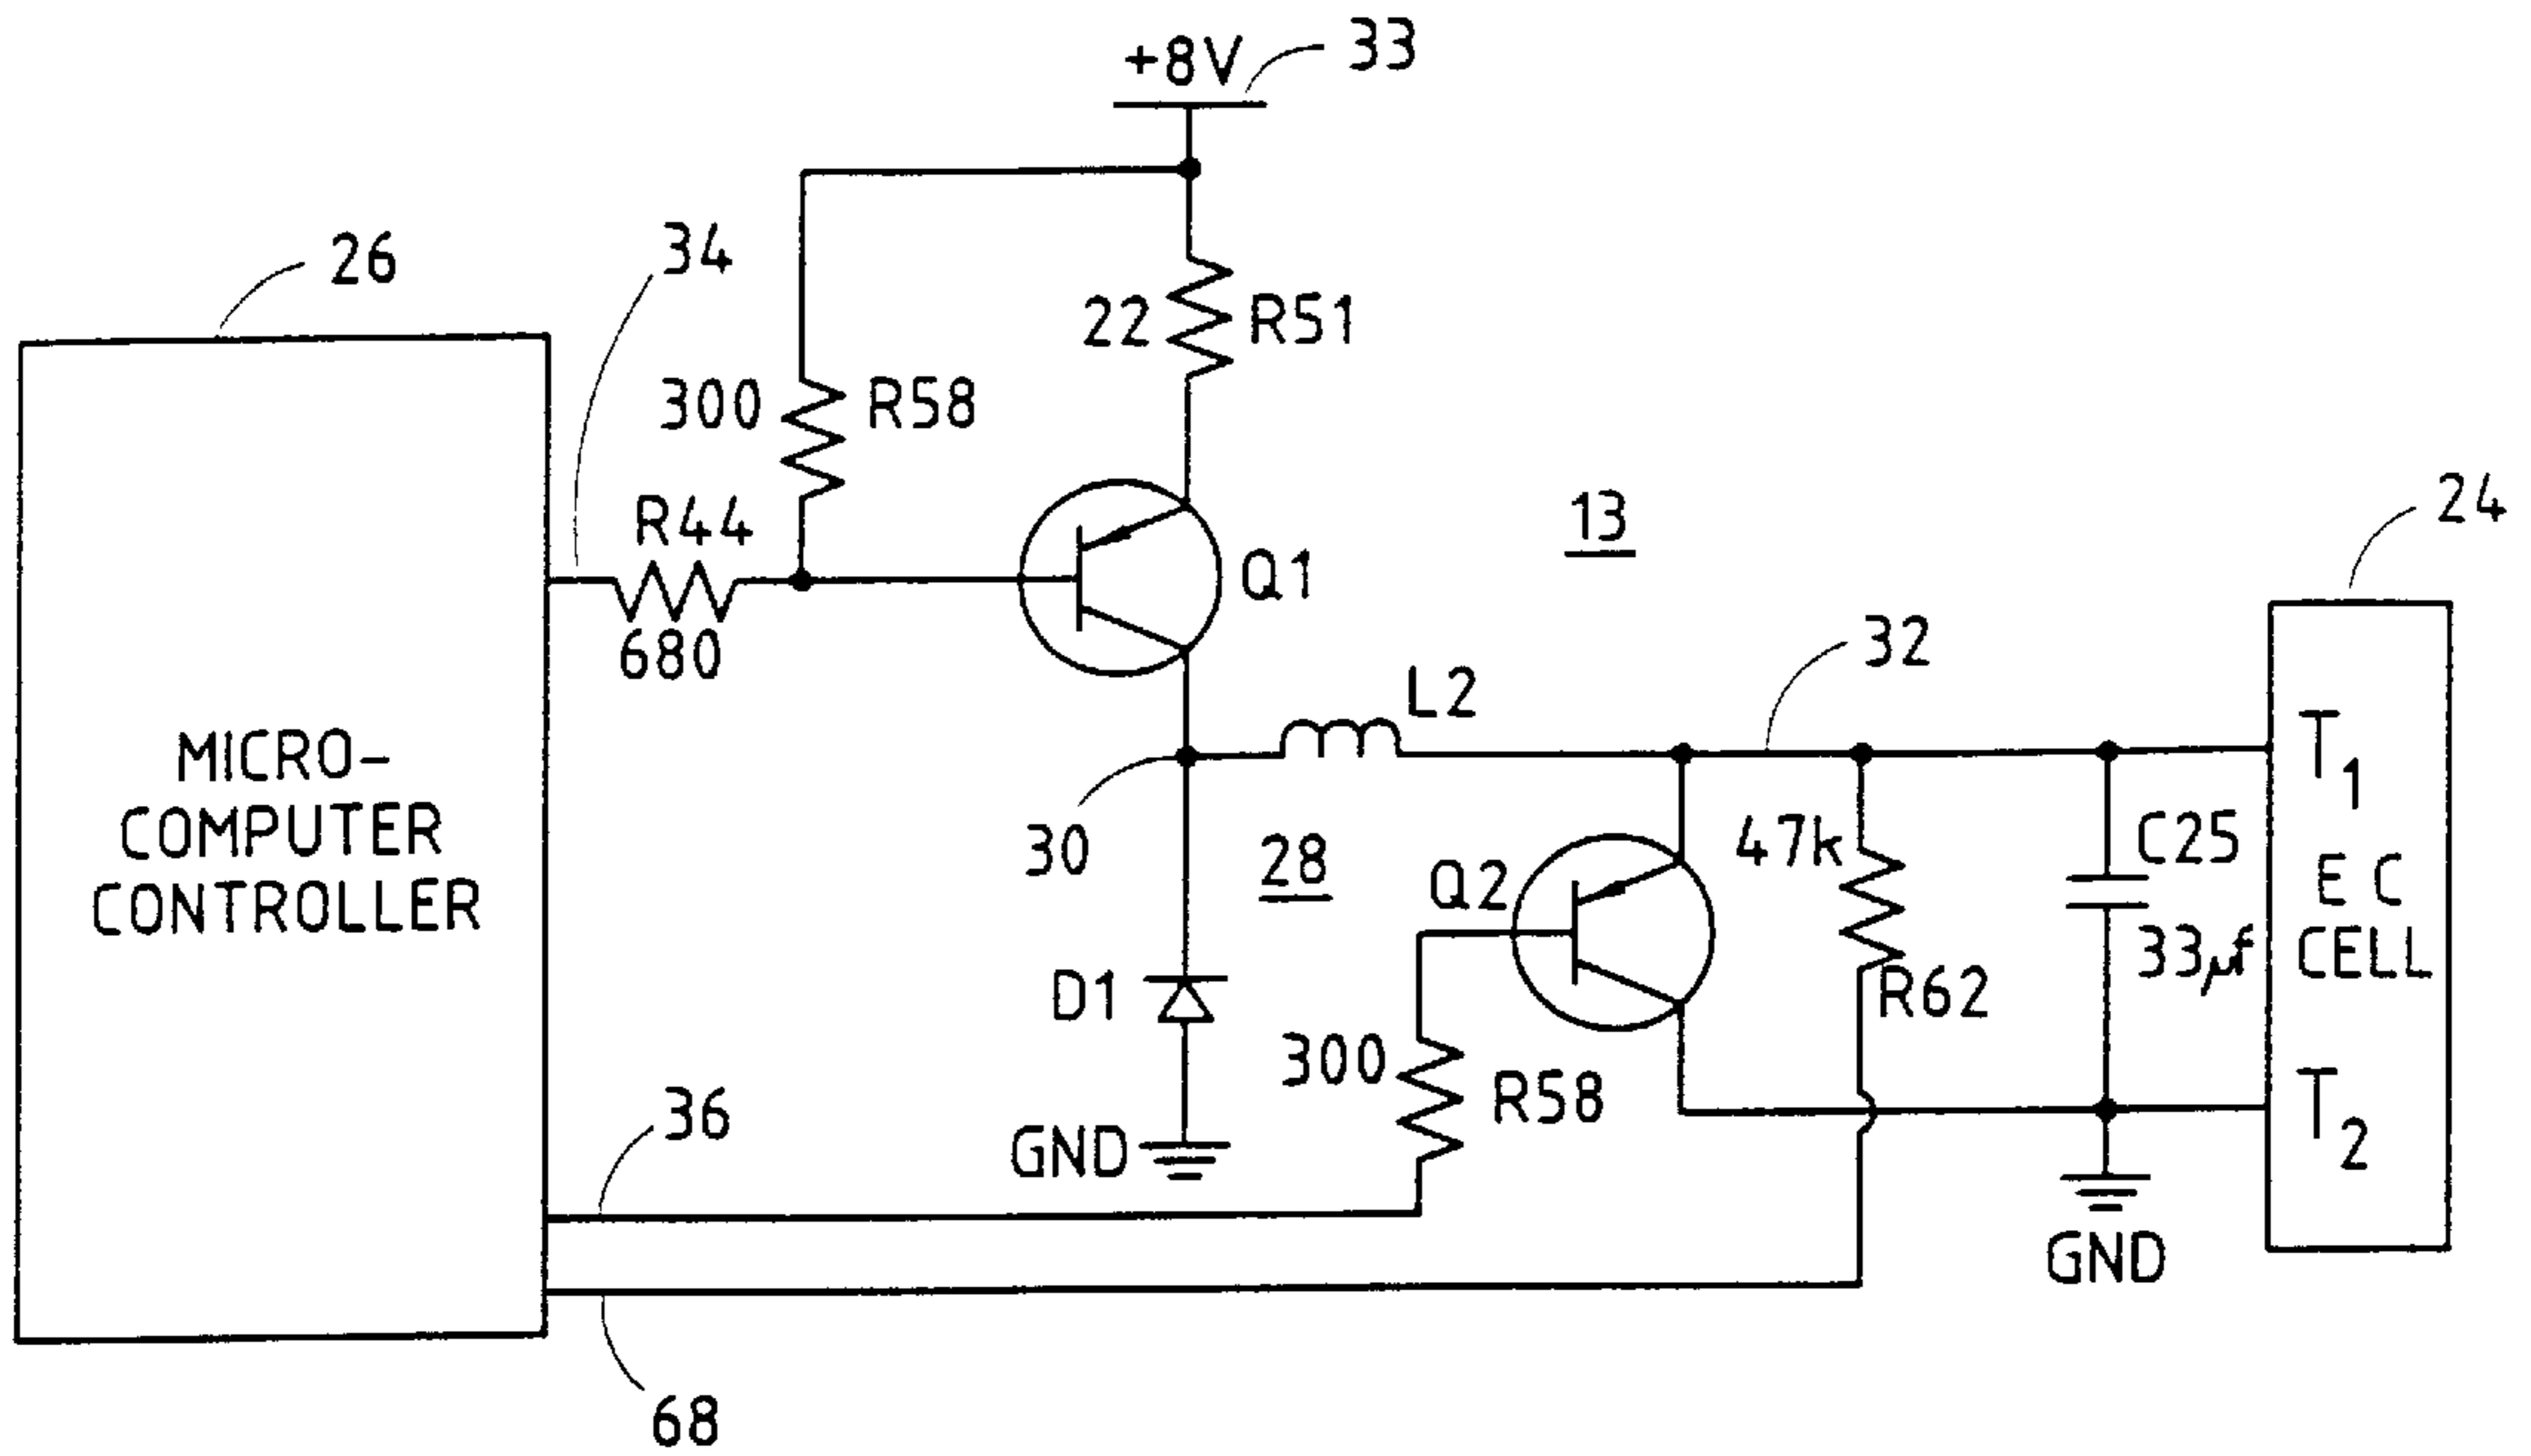 +8V
33
26
34
22
R51
300
R58
R44
680
Q1
13
24
MICRO-
COMPUTER
CONTROLLER
L2
32
30
28
Q2
47k
R62
C25
33µf
T1
EC
CELL
T2
D1
GND
300
R58
36
GND
68